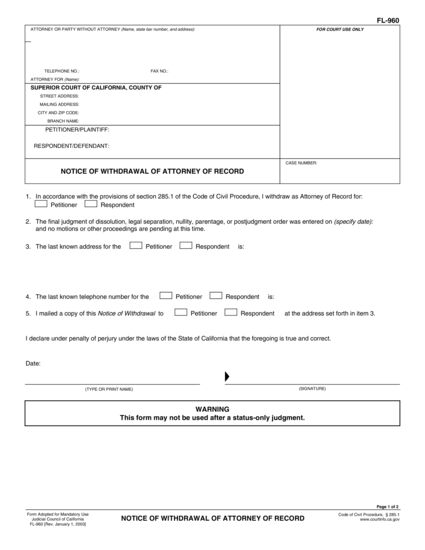 FL-960
ATTORNEY OR PARTY WITHOUT ATTORNEY (Name, state bar number, and address):
FOR COURT USE ONLY
TELEPHONE NO.: FAX NO.:
ATTORNEY FOR (Name):
SUPERIOR COURT OF CALIFORNIA, COUNTY OF
STREET ADDRESS:
MAILING ADDRESS:
CITY AND ZIP CODE:
BRANCH NAME:
PETITIONER/PLAINTIFF:
RESPONDENT/DEFENDANT:
CASE NUMBER:
NOTICE OF WITHDRAWAL OF ATTORNEY OF RECORD
1. In accordance with the provisions of section 285.1 of the Code of Civil Procedure, I withdraw as Attorney of Record for:
Petitioner Respondent
2. The final judgment of dissolution, legal separation, nullity, parentage, or postjudgment order was entered on (specify date):
and no motions or other proceedings are pending at this time.
3. The last known address for the Petitioner Respondent is:
4. The last known telephone number for the Petitioner Respondent is:
5. I mailed a copy of this Notice of Withdrawal to Petitioner Respondent at the address set forth in item 3.
I declare under penalty of perjury under the laws of the State of California that the foregoing is true and correct.
Date:
(TYPE OR PRINT NAME) (SIGNATURE)
WARNING
This form may not be used after a status-only judgment.
Page 1 of 2
Form Adopted for Mandatory Use
Judicial Council of California
FL-960 [Rev. January 1, 2003]
NOTICE OF WITHDRAWAL OF ATTORNEY OF RECORD
Code of Civil Procedure, § 285.1
www.courtinfo.ca.gov